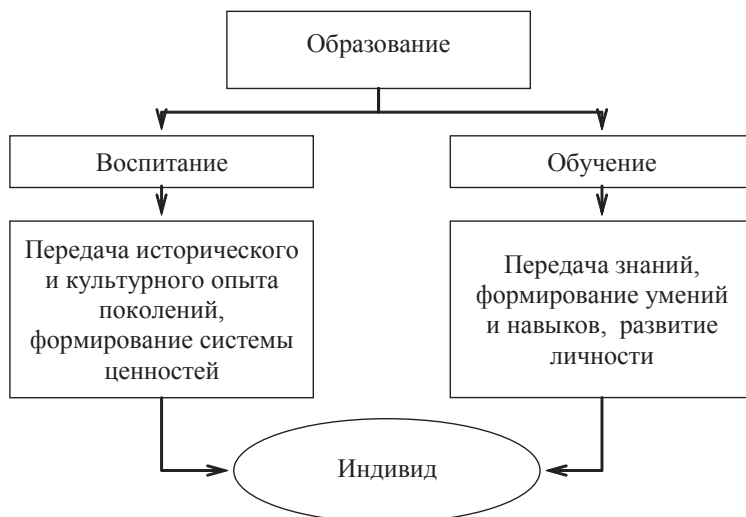 Образование
Воспитание
Обучение
Передача исторического
и культурного опыта
поколений,
формирование системы
ценностей
Передача знаний,
формирование умений
и навыков, развитие
личности
Индивид